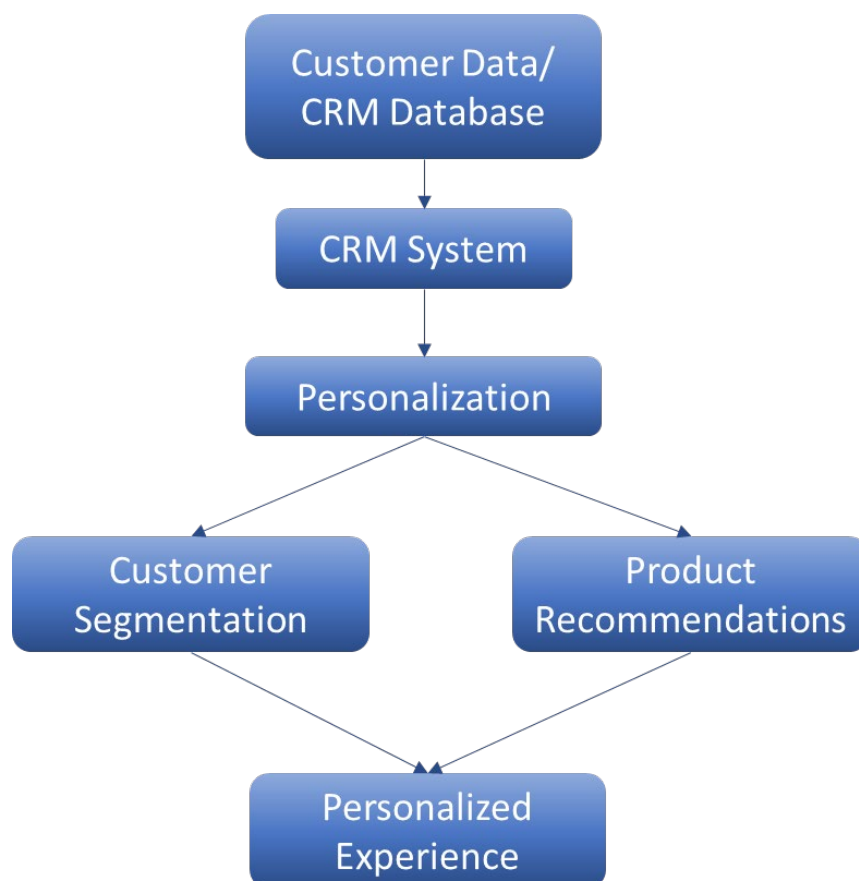 Customer Data/
CRM Database
CRM System
Personalization
Customer
Segmentation
Product
Recommendations
Personalized
Experience